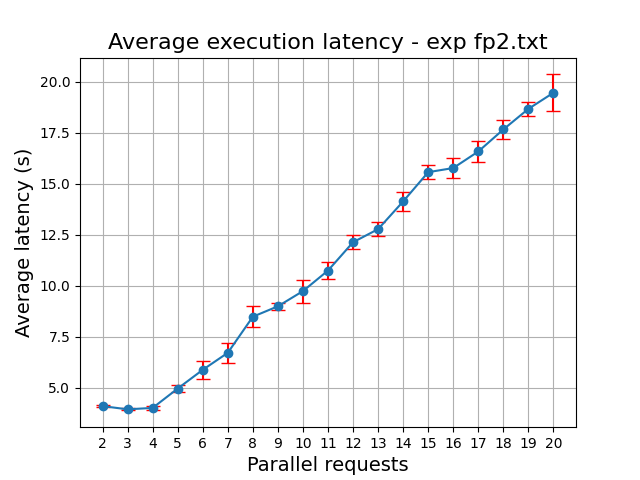 Average execution latency - exp fp2.txt
20.0
17.5
15.0
12.5
10.0
7.5
5.0
Average latency (s)
2 3 4 5 6 7 8 9 10 11 12 13 14 15 16 17 18 19 20
Parallel requests